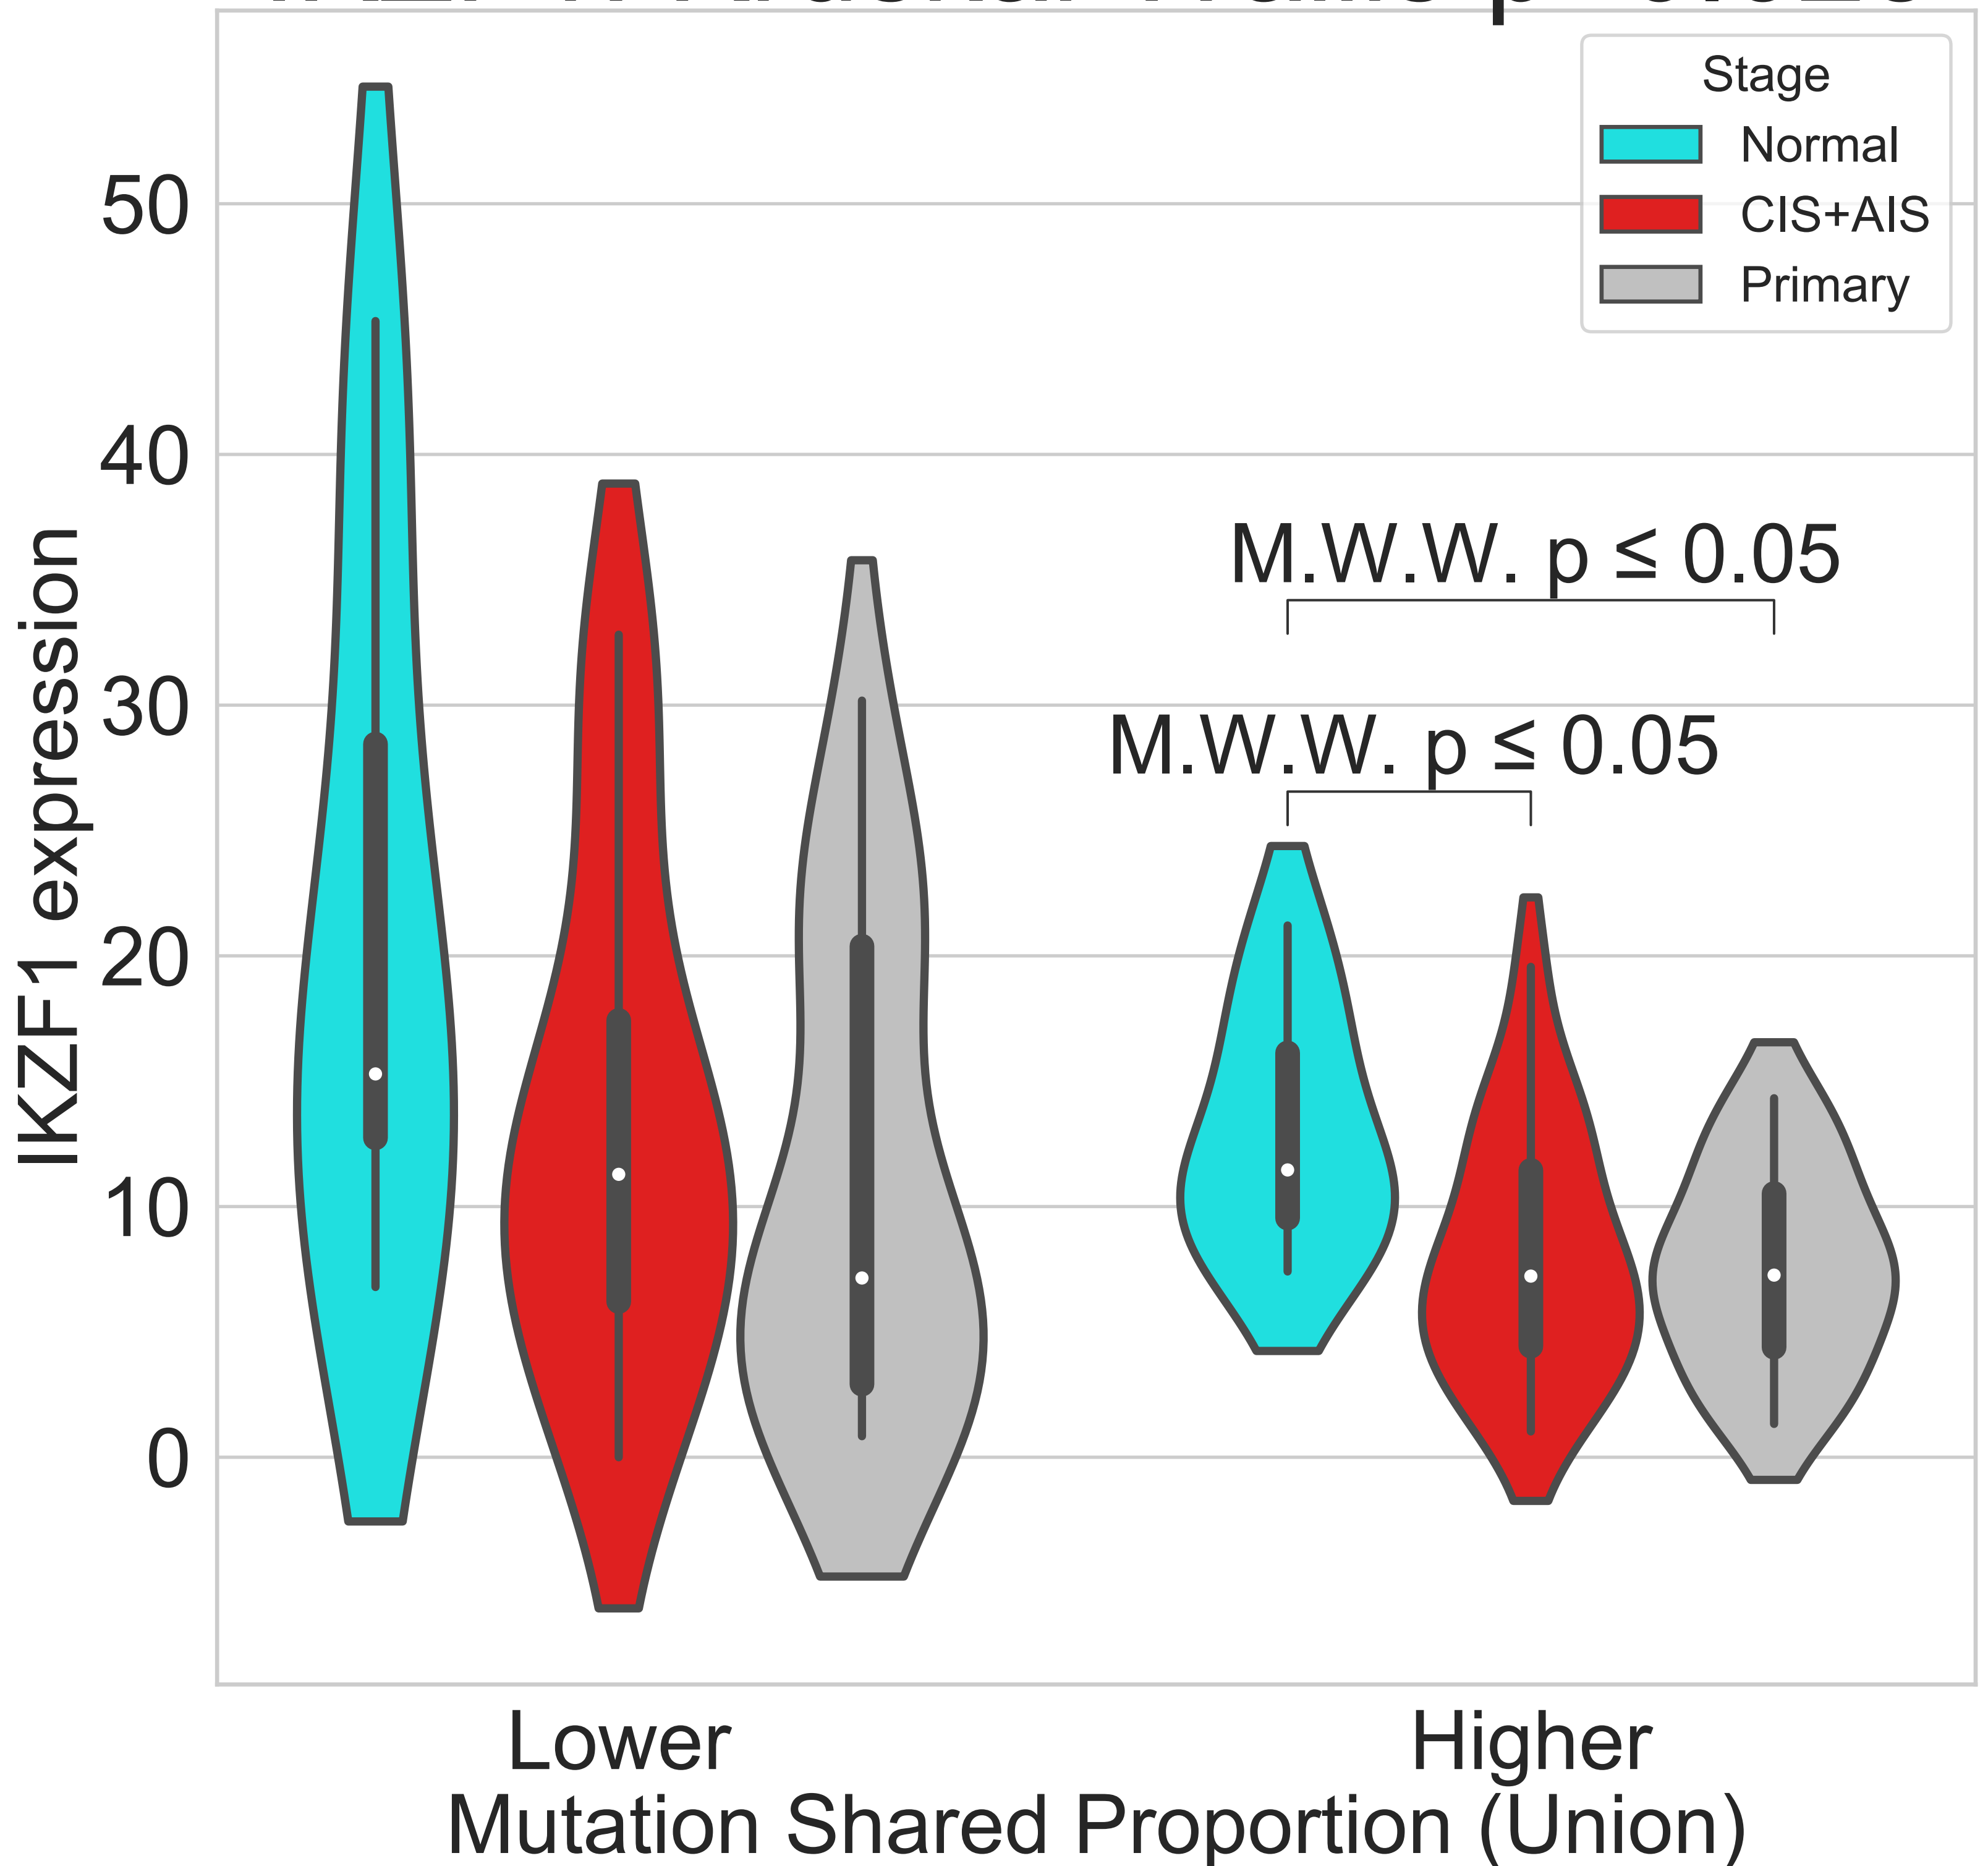 Stage
Normal
CIS+AIS
Primary
50
40
30
20
10
0
IKZF1 expression
M.W.W. p ≤ 0.05
M.W.W. p ≤ 0.05
Lower
Higher
Mutation Shared Proportion (Union)